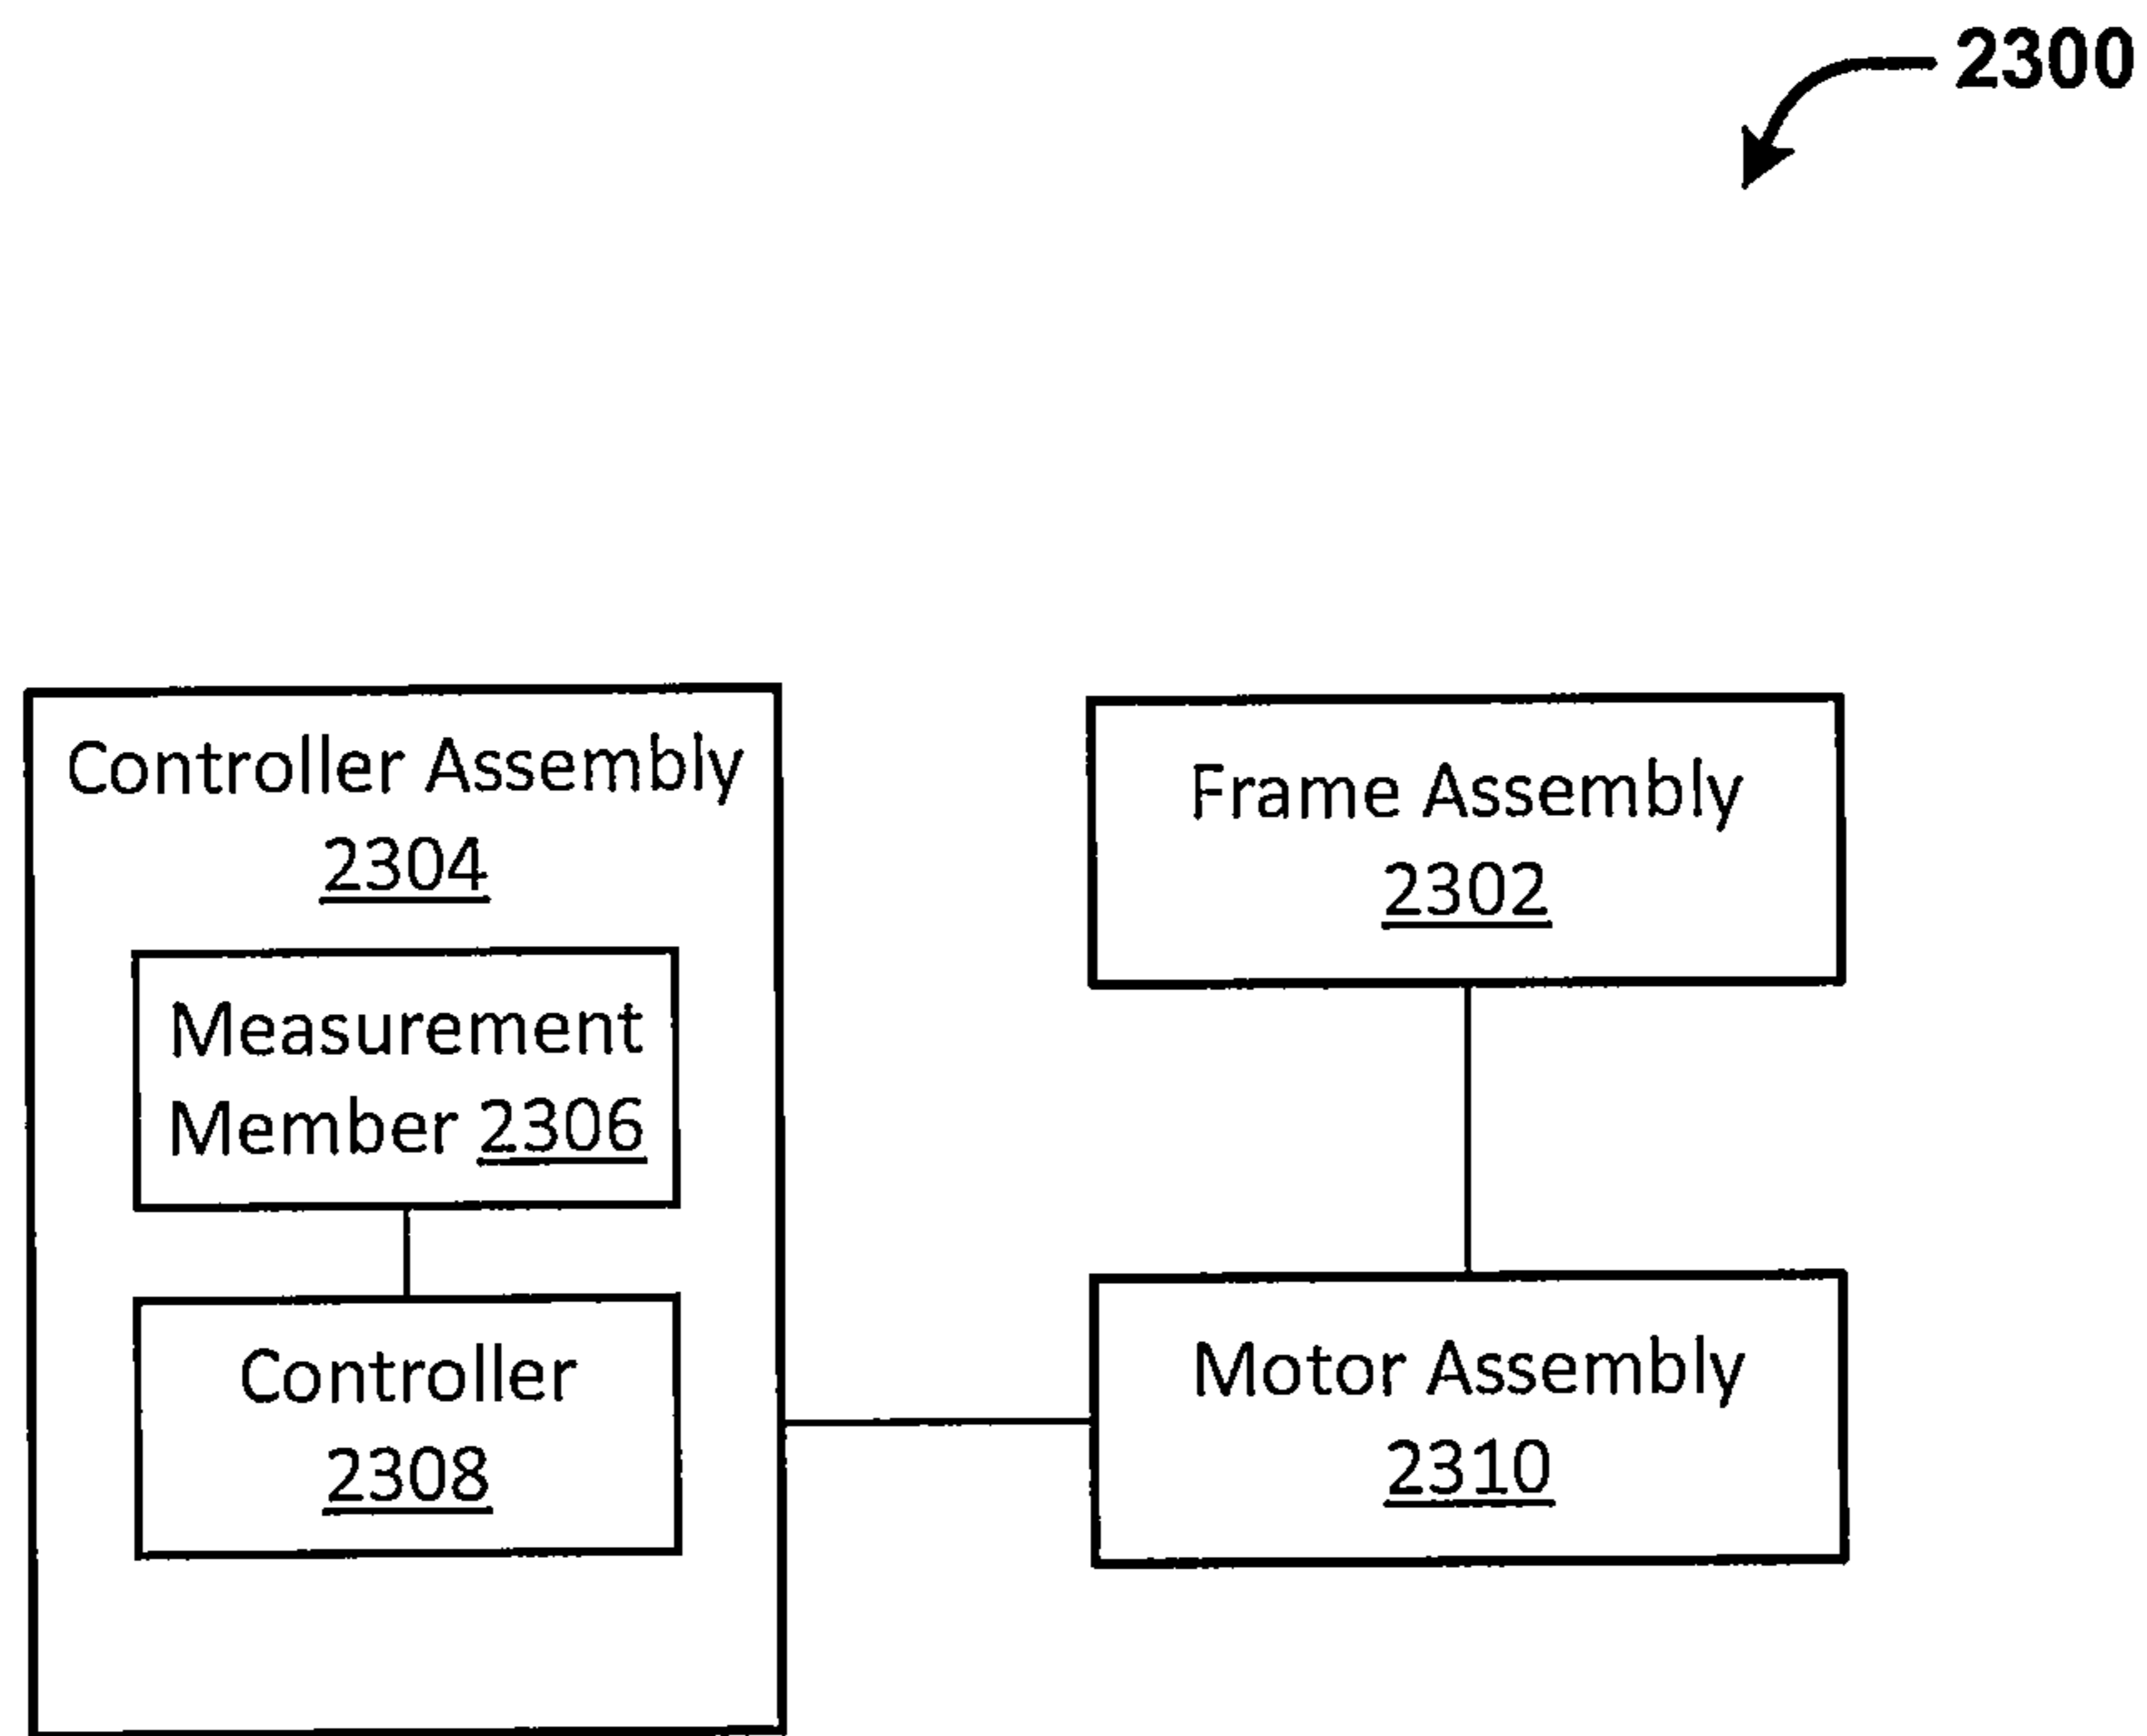 2300
Controller Assembly
2304
Measurement
Member 2306
Controller
2308
Frame Assembly
2302
Motor Assembly
2310